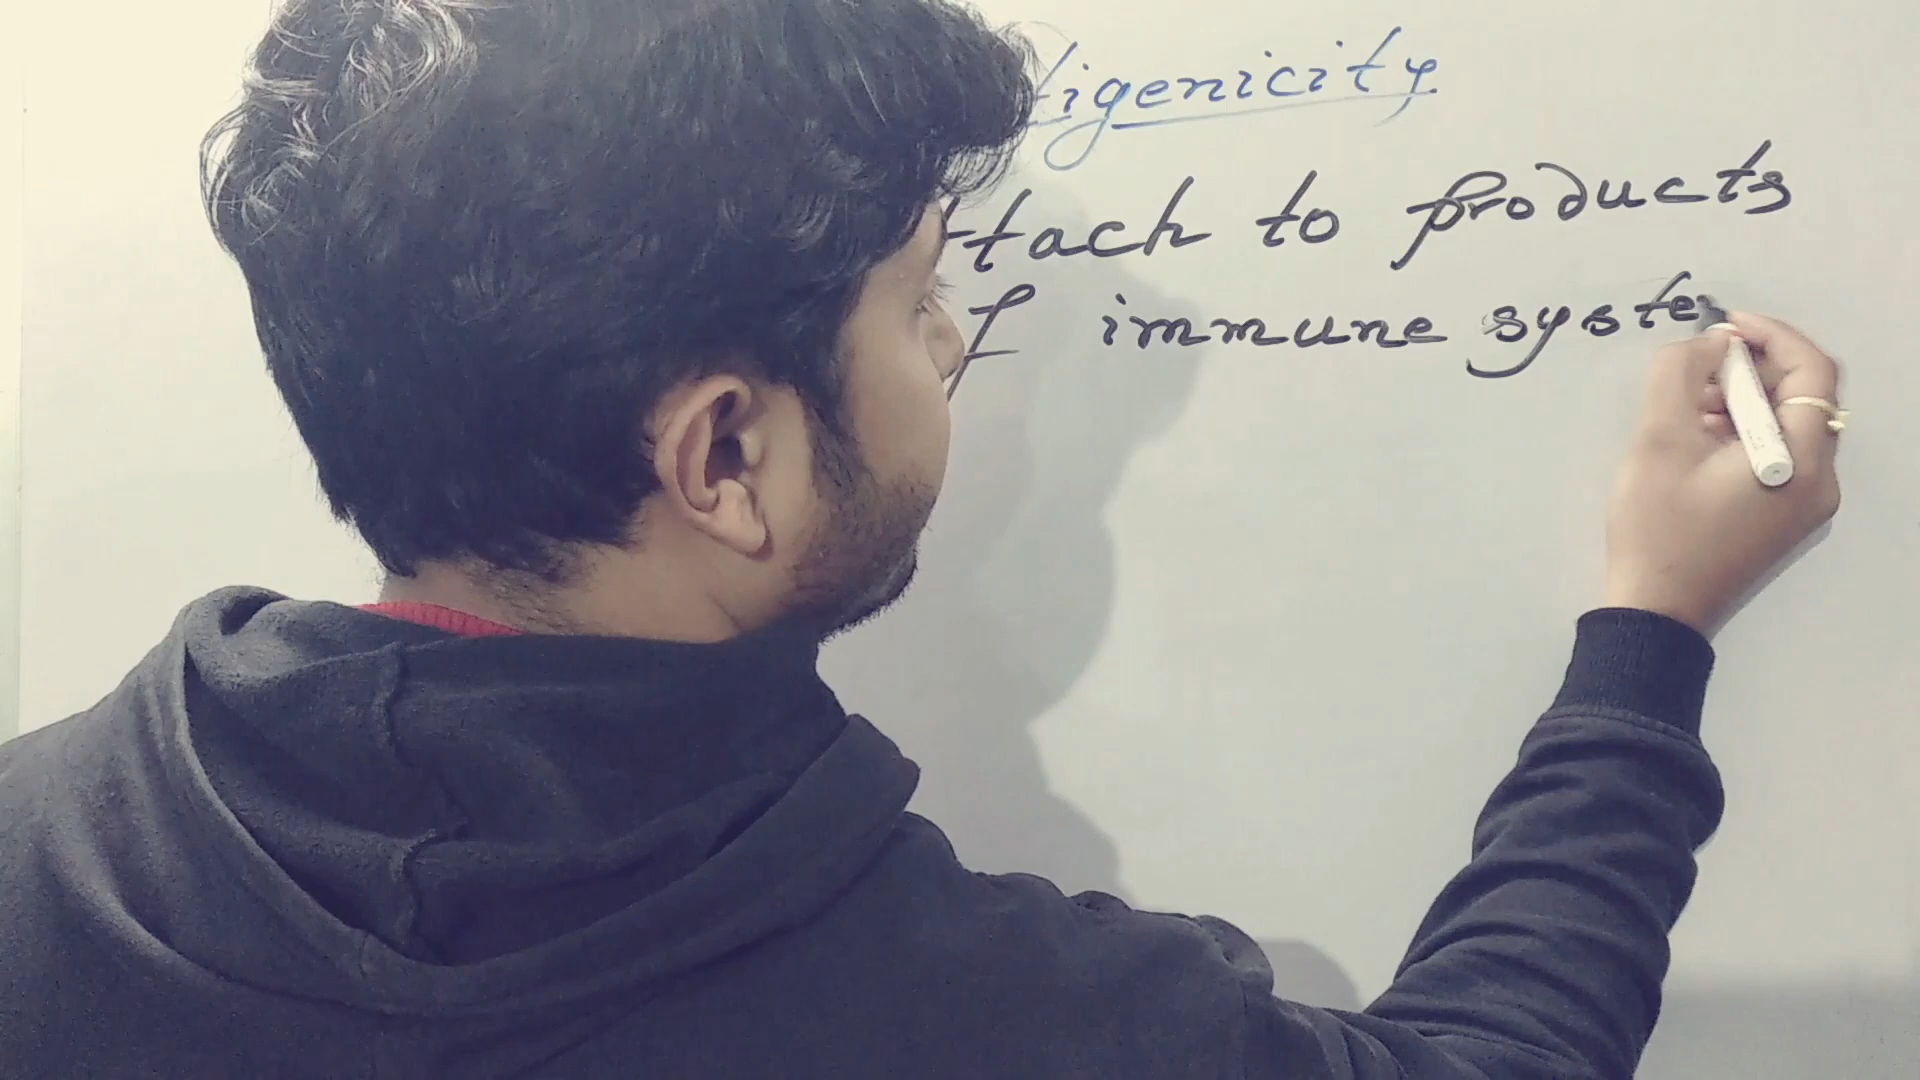 tigenicity
ttach to products
f immune syste